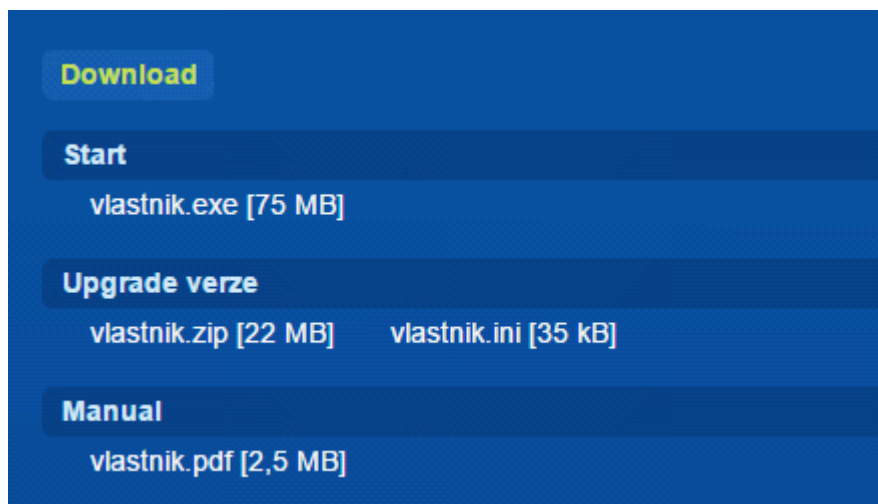 Download
Start
vlastnik.exe [75 MB]
Upgrade verze
vlastnik.zip [22 MB] vlastnik.ini [35 kB]
Manual
vlastnik.pdf [2,5 MB]